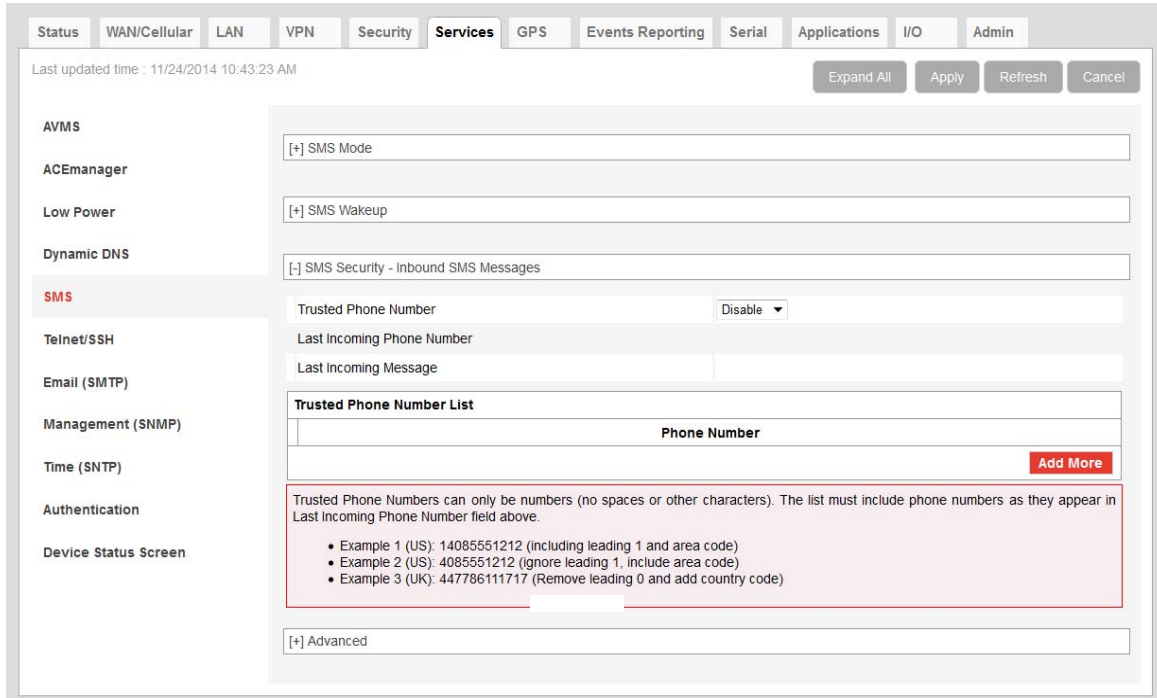 Status WAN/Cellular LAN VPN Security Services GPS Events Reporting Serial Applications I/O Admin
Last updated time : 11/24/2014 10:43:23 AM
Expand All Apply Refresh Cancel
AVMS
ACEmanager
Low Power
Dynamic DNS
SMS
Telnet/SSH
Email (SMTP)
Management (SNMP)
Time (SNTP)
Authentication
Device Status Screen
[+] SMS Mode
[+] SMS Wakeup
[-] SMS Security - Inbound SMS Messages
Trusted Phone Number Disable
Last Incoming Phone Number
Last Incoming Message
Trusted Phone Number List
Phone Number
Add More
Trusted Phone Numbers can only be numbers (no spaces or other characters). The list must include phone numbers as they appear in
Last Incoming Phone Number field above.
• Example 1 (US): 14085551212 (including leading 1 and area code)
• Example 2 (US): 4085551212 (ignore leading 1, include area code)
• Example 3 (UK): 447786111717 (Remove leading 0 and add country code)
[+] Advanced